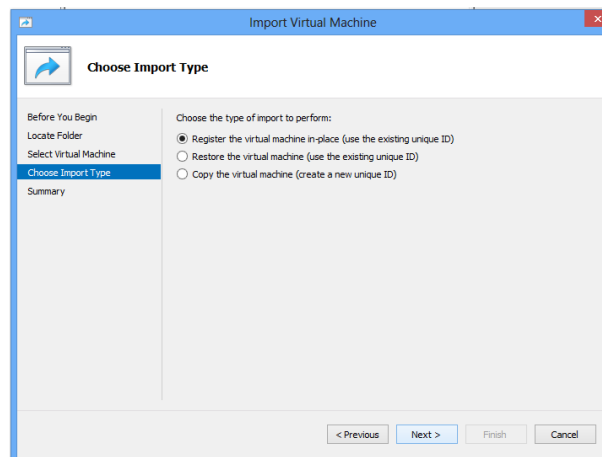 Import Virtual Machine
x
Choose Import Type
Before You Begin
Locate Folder
Select Virtual Machine
Choose Import Type
Summary
Choose the type of import to perform:
Register the virtual machine in-place (use the existing unique ID)
Restore the virtual machine (use the existing unique ID)
Copy the virtual machine (create a new unique ID)
< Previous
Next >
Finish
Cancel